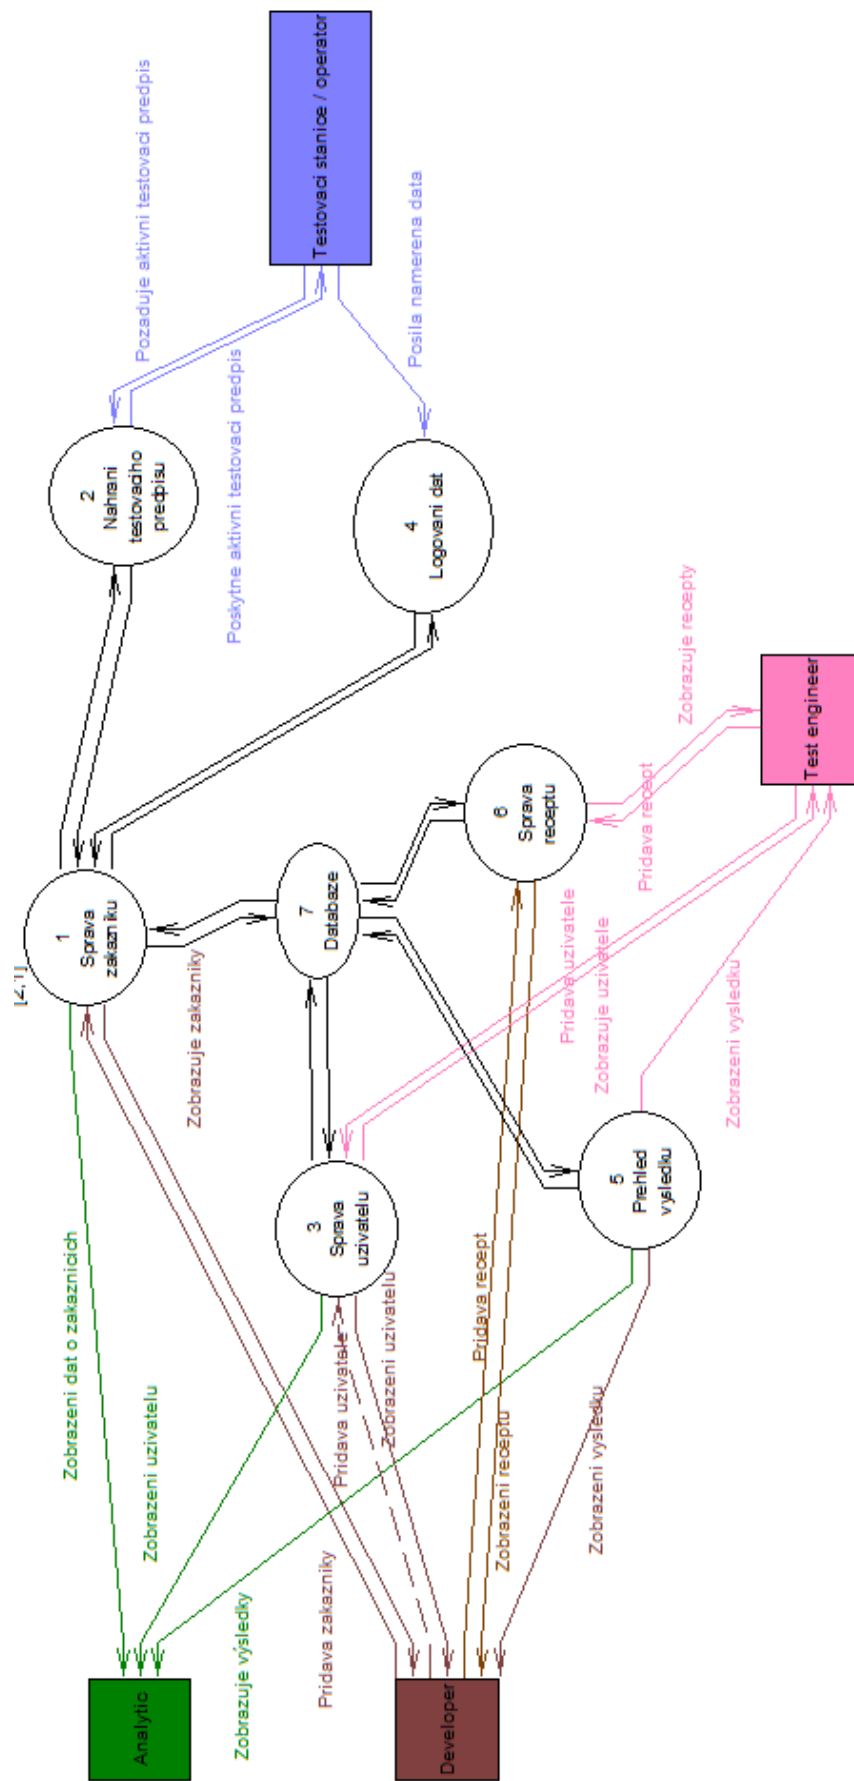 Analytic
Developer
Testovaci stanice / operator
Test engineer
[2,1]
1
Sprava
zakazniku
2
Nahrani
testovaciho
predpisu
3
Sprava
uzivatelu
4
Logovani dat
5
Prehled
vysledku
6
Sprava
receptu
7
Databaze
Zobrazeni dat o zakaznicich
Zobrazeni uzivatelu
Zobrazuje výsledky
Pridava zakazniky
Zobrazuje zakazniky
Pridava uzivatele
Zobrazeni uzivatelu
Pridava recept
Zobrazeni receptu
Zobrazeni vysledku
Pozaduje aktivni testovaci predpis
Poskytne aktivni testovaci predpis
Posila namerena data
Zobrazuje recepty
Pridava recept
Pridava uzivatele
Zobrazuje uzivatele
Zobrazeni vysledku